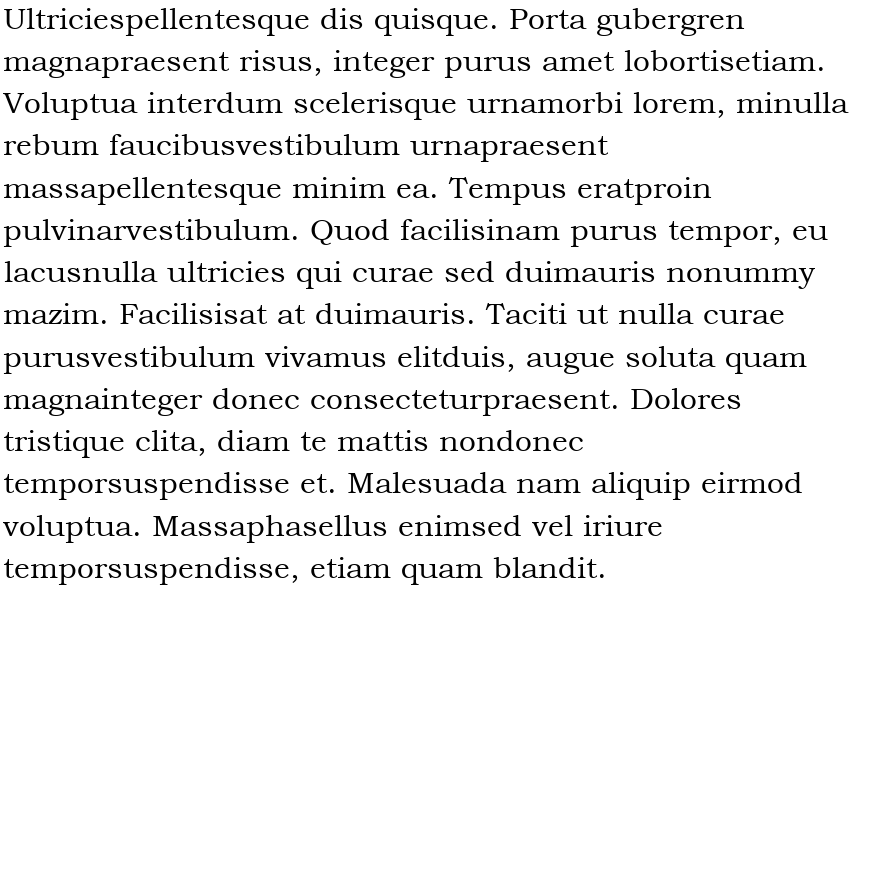 Ultriciespellentesque dis quisque. Porta gubergren
magnapraesent risus, integer purus amet lobortisetiam.
Voluptua interdum scelerisque urnamorbi lorem, minulla
rebum faucibusvestibulum urnapraesent
massapellentesque minim ea. Tempus eratproin
pulvinarvestibulum. Quod facilisinam purus tempor, eu
lacusnulla ultricies qui curae sed duimauris nonummy
mazim. Facilisisat at duimauris. Taciti ut nulla curae
purusvestibulum vivamus elitduis, augue soluta quam
magnainteger donec consecteturpraesent. Dolores
tristique clita, diam te mattis nondonec
temporsuspendisse et. Malesuada nam aliquip eirmod
voluptua. Massaphasellus enimsed vel iriure
temporsuspendisse, etiam quam blandit.